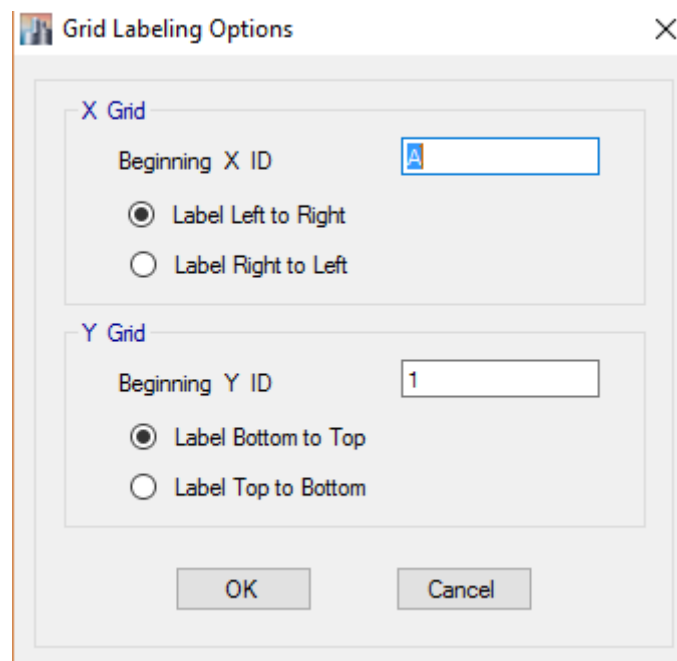 Grid Labeling Options
X Grid
Beginning X ID
A
Label Left to Right
Label Right to Left
Y Grid
Beginning Y ID
1
Label Bottom to Top
Label Top to Bottom
OK
Cancel